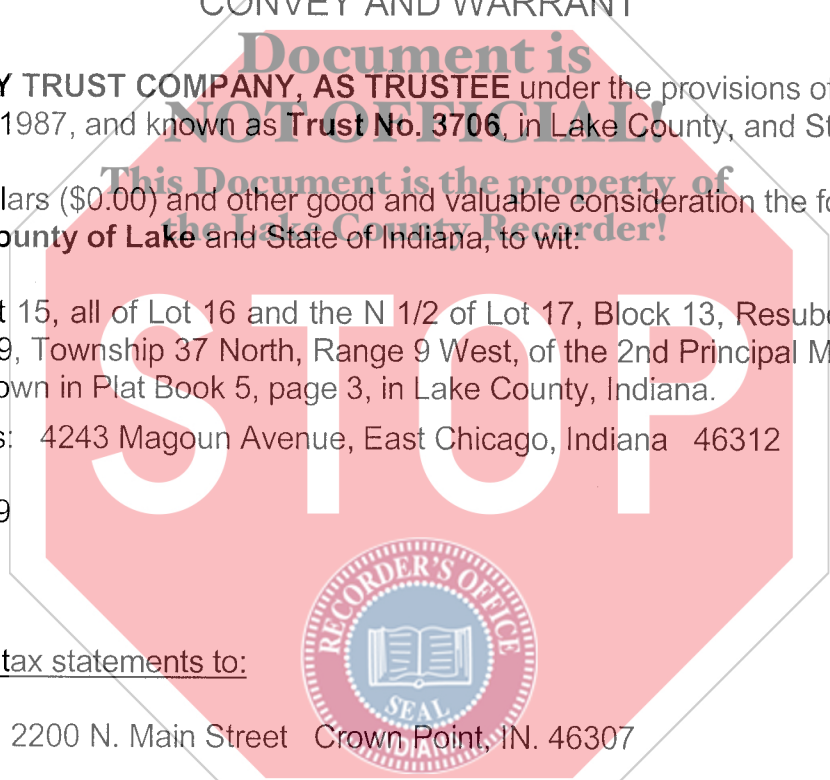 CONVEY AND WARRANT
Document is
Y TRUST COMPANY, AS TRUSTEE under the provisions of
NOT OFFICIAL!
1987, and known as Trust No. 3706, in Lake County, and St
This Document is the property of
lars ($0.00) and other good and valuable consideration the fo
the Lake County Recorder!
ounty of Lake and State of Indiana, to wit:
STOP
t 15, all of Lot 16 and the N 1/2 of Lot 17, Block 13, Resubd
9, Township 37 North, Range 9 West, of the 2nd Principal M
own in Plat Book 5, page 3, in Lake County, Indiana.
s: 4243 Magoun Avenue, East Chicago, Indiana 46312
9
RECORDER'S OFFICE
SEAL
INDIANA
tax statements to:
2200 N. Main Street Crown Point, IN. 46307